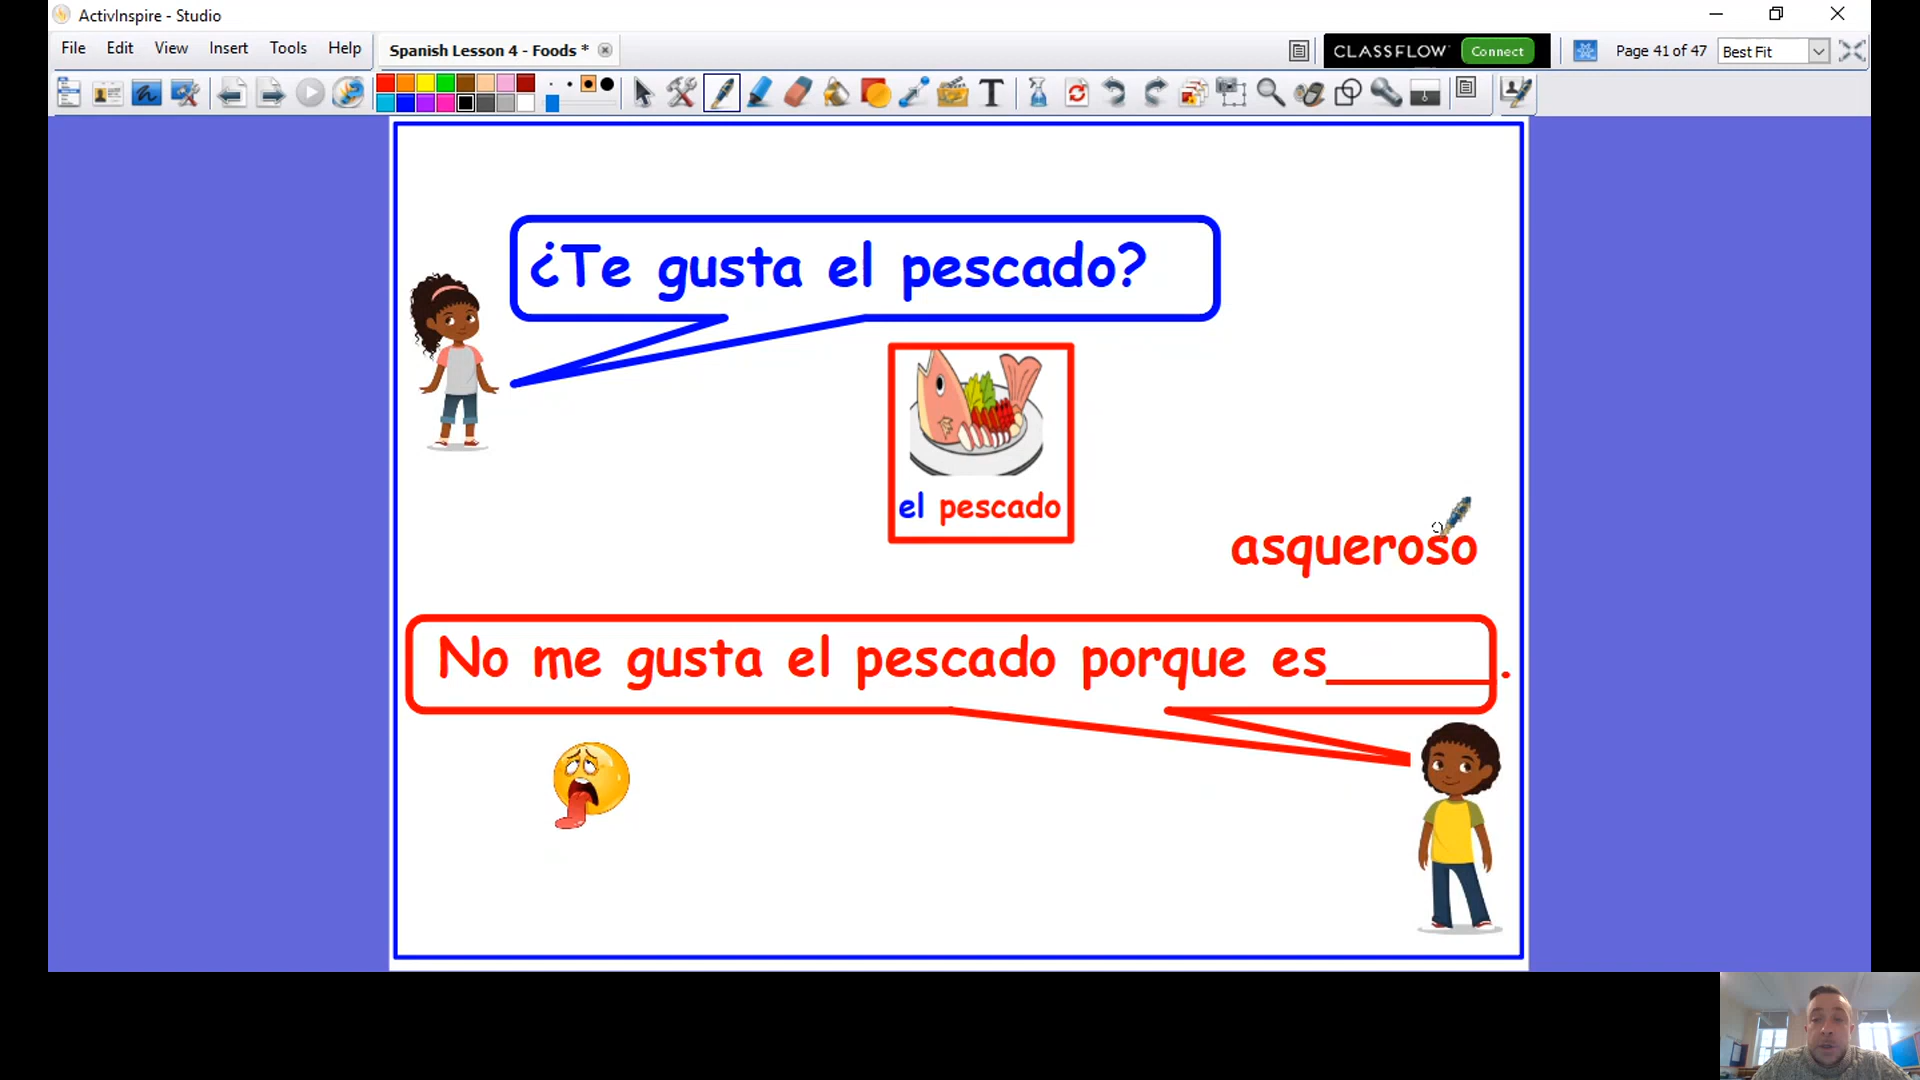 ActivInspire - Studio
File Edit View Insert Tools Help
Spanish Lesson 4 - Foods *
CLASSFLOW Connect
Page 41 of 47
Best Fit
¿Te gusta el pescado?
el pescado
asqueroso
No me gusta el pescado porque es______.